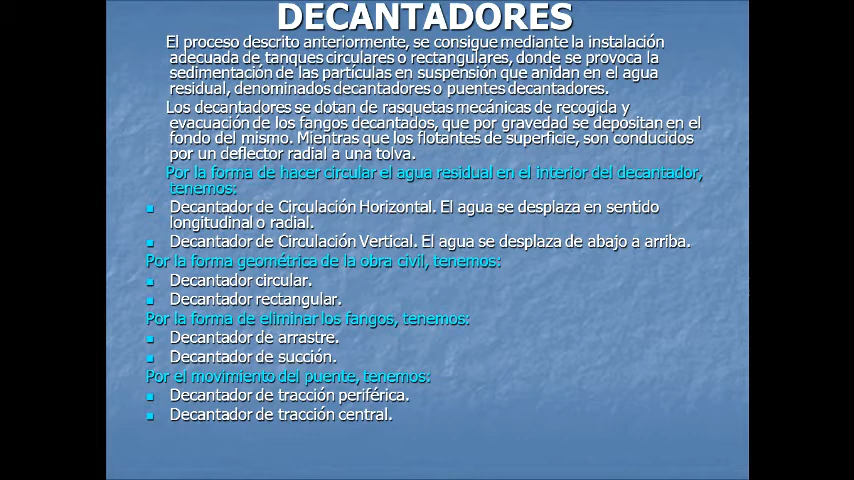 DECANTADORES
El proceso descrito anteriormente, se consigue mediante la instalación
adecuada de tanques circulares o rectangulares, donde se provoca la
sedimentación de las partículas en suspensión que anidan en el agua
residual, denominados decantadores o puentes decantadores.
Los decantadores se dotan de rasquetas mecánicas de recogida y
evacuación de los fangos decantados, que por gravedad se depositan en el
fondo del mismo. Mientras que los flotantes de superficie, son conducidos
por un deflector radial a una tolva.
Por la forma de hacer circular el agua residual en el interior del decantador,
tenemos:
Decantador de Circulación Horizontal. El agua se desplaza en sentido
longitudinal o radial.
Decantador de Circulación Vertical. El agua se desplaza de abajo a arriba.
Por la forma geométrica de la obra civil, tenemos:
Decantador circular.
Decantador rectangular.
Por la forma de eliminar los fangos, tenemos:
Decantador de arrastre.
Decantador de succión.
Por el movimiento del puente, tenemos:
Decantador de tracción periférica.
Decantador de tracción central.